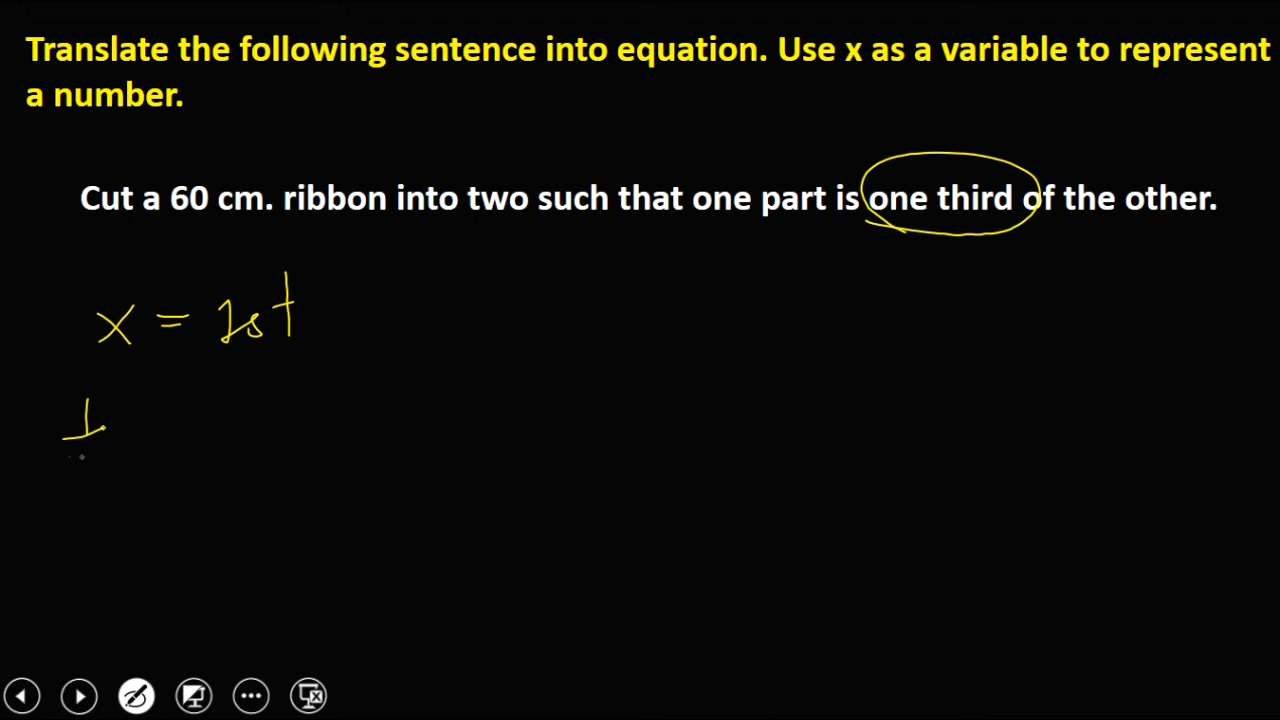 Translate the following sentence into equation. Use x as a variable to represent
a number.
Cut a 60 cm. ribbon into two such that one part is one third of the other.
x = 1st
1